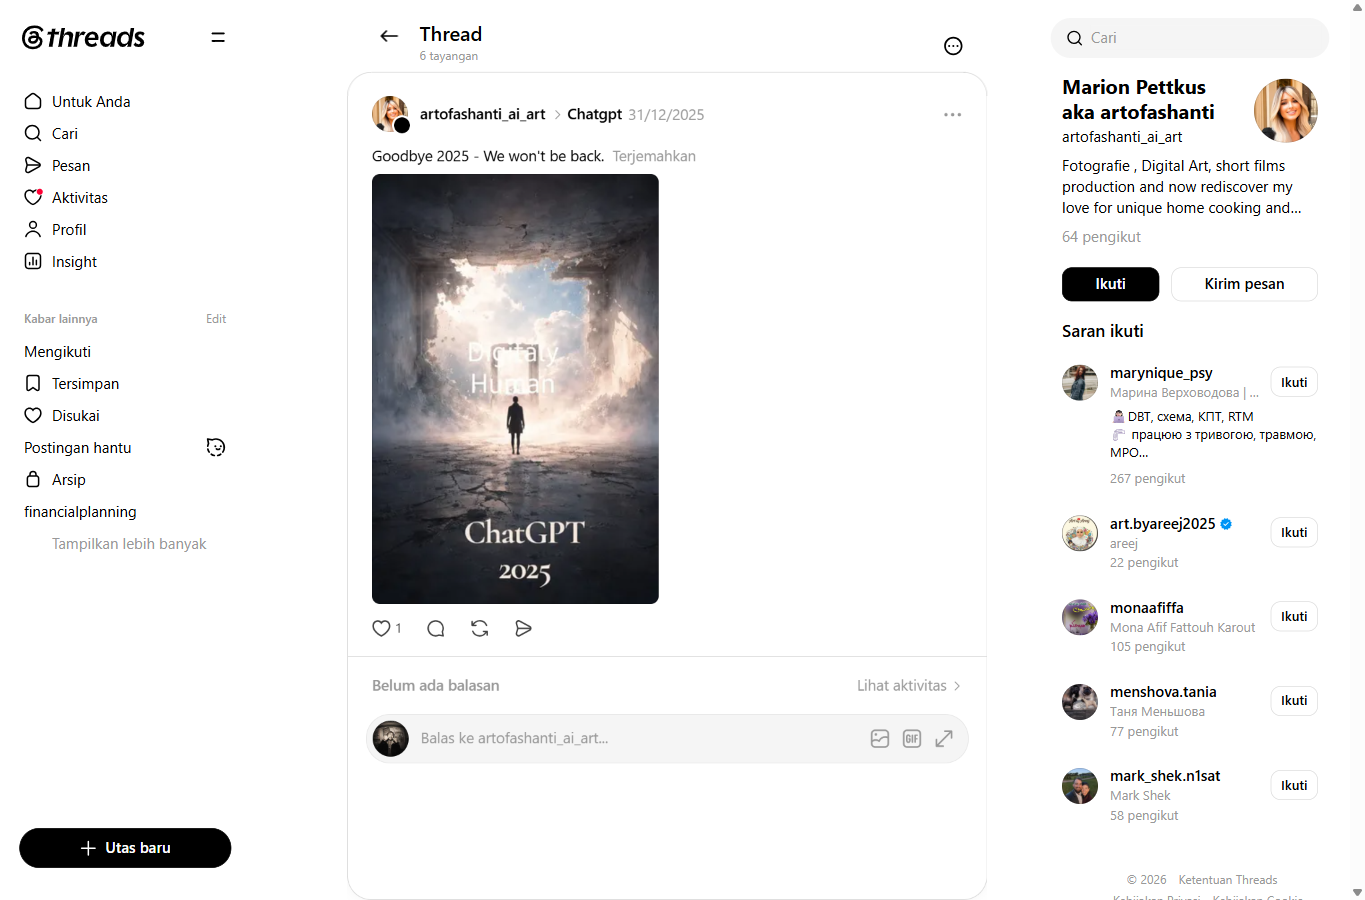 threads
Untuk Anda
Cari
Pesan
Aktivitas
Profil
Insight
Kabar lainnya
Edit
Mengikuti
Tersimpan
Disukai
Postingan hantu
Arsip
financialplanning
Tampilkan lebih banyak
Utas baru
Thread
6 tayangan
artofashanti_ai_art > Chatgpt 31/12/2025
Goodbye 2025 - We won't be back. Terjemahkan
Digitaly
Human
ChatGPT
2025
1
Belum ada balasan
Lihat aktivitas
Balas ke artofashanti_ai_art...
GIF
Cari
Marion Pettkus
aka artofashanti
artofashanti_ai_art
Fotografie , Digital Art, short films
production and now rediscover my
love for unique home cooking and...
64 pengikut
Ikuti
Kirim pesan
Saran ikuti
marynique_psy
Марина Верховодова | ...
Ikuti
DBT, схема, КПТ, RTM
працюю з тривогою, травмою,
МРО...
267 pengikut
art.byareej2025
areej
Ikuti
22 pengikut
monaafiffa
Mona Afif Fattouh Karout
Ikuti
105 pengikut
menshova.tania
Таня Меньшова
Ikuti
77 pengikut
mark_shek.n1sat
Mark Shek
Ikuti
58 pengikut
© 2026 Ketentuan Threads
Kebijakan Privasi Kebijakan Cookie